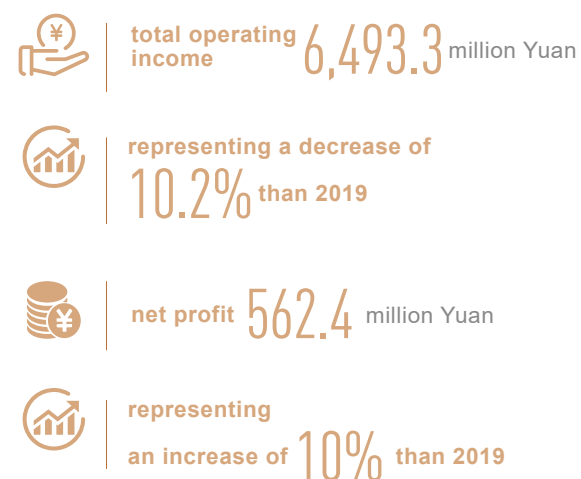 total operating
income 6,493.3 million Yuan
representing a decrease of
10.2% than 2019
net profit 562.4 million Yuan
representing
an increase of 10% than 2019